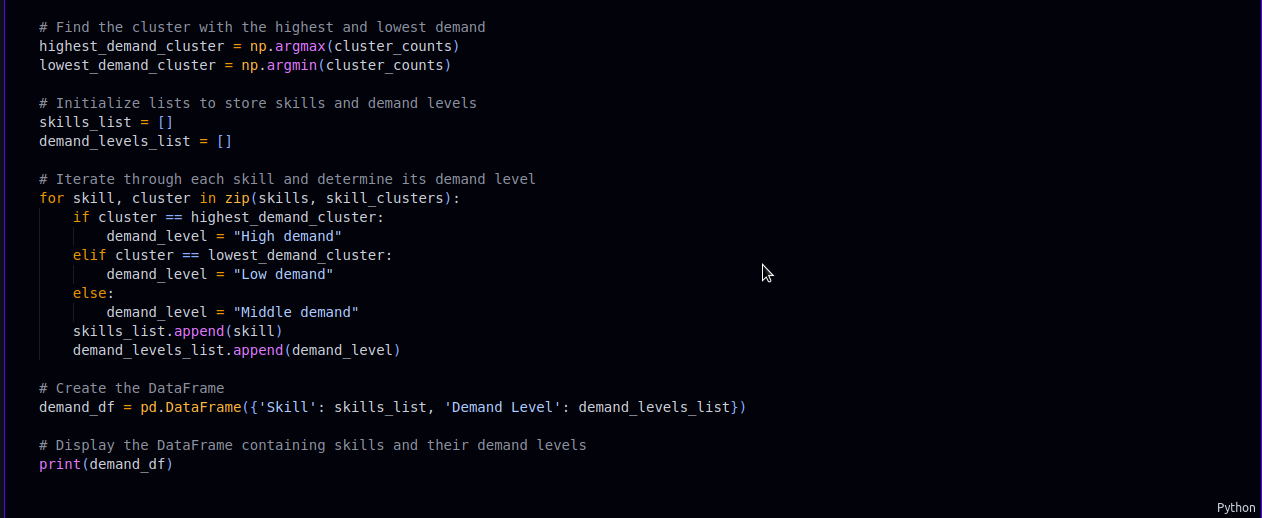 # Find the cluster with the highest and lowest demand
highest_demand_cluster = np.argmax(cluster_counts)
lowest_demand_cluster = np.argmin(cluster_counts)

# Initialize lists to store skills and demand levels
skills_list = []
demand_levels_list = []

# Iterate through each skill and determine its demand level
for skill, cluster in zip(skills, skill_clusters):
    if cluster == highest_demand_cluster:
        demand_level = "High demand"
    elif cluster == lowest_demand_cluster:
        demand_level = "Low demand"
    else:
        demand_level = "Middle demand"
    skills_list.append(skill)
    demand_levels_list.append(demand_level)

# Create the DataFrame
demand_df = pd.DataFrame({'Skill': skills_list, 'Demand Level': demand_levels_list})

# Display the DataFrame containing skills and their demand levels
print(demand_df)
Python